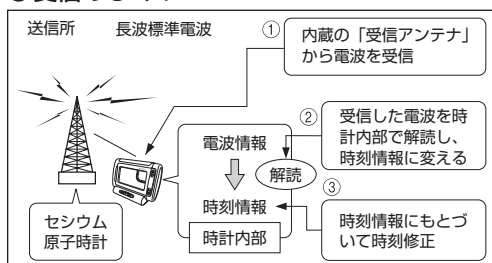 送信所
長波標準電波
①
内蔵の「受信アンテナ」
から電波を受信
②
受信した電波を時
計内部で解読し、
時刻情報に変える
電波情報
解読
時刻情報
時計内部
③
時刻情報にもとづ
いて時刻修正
セシウム
原子時計